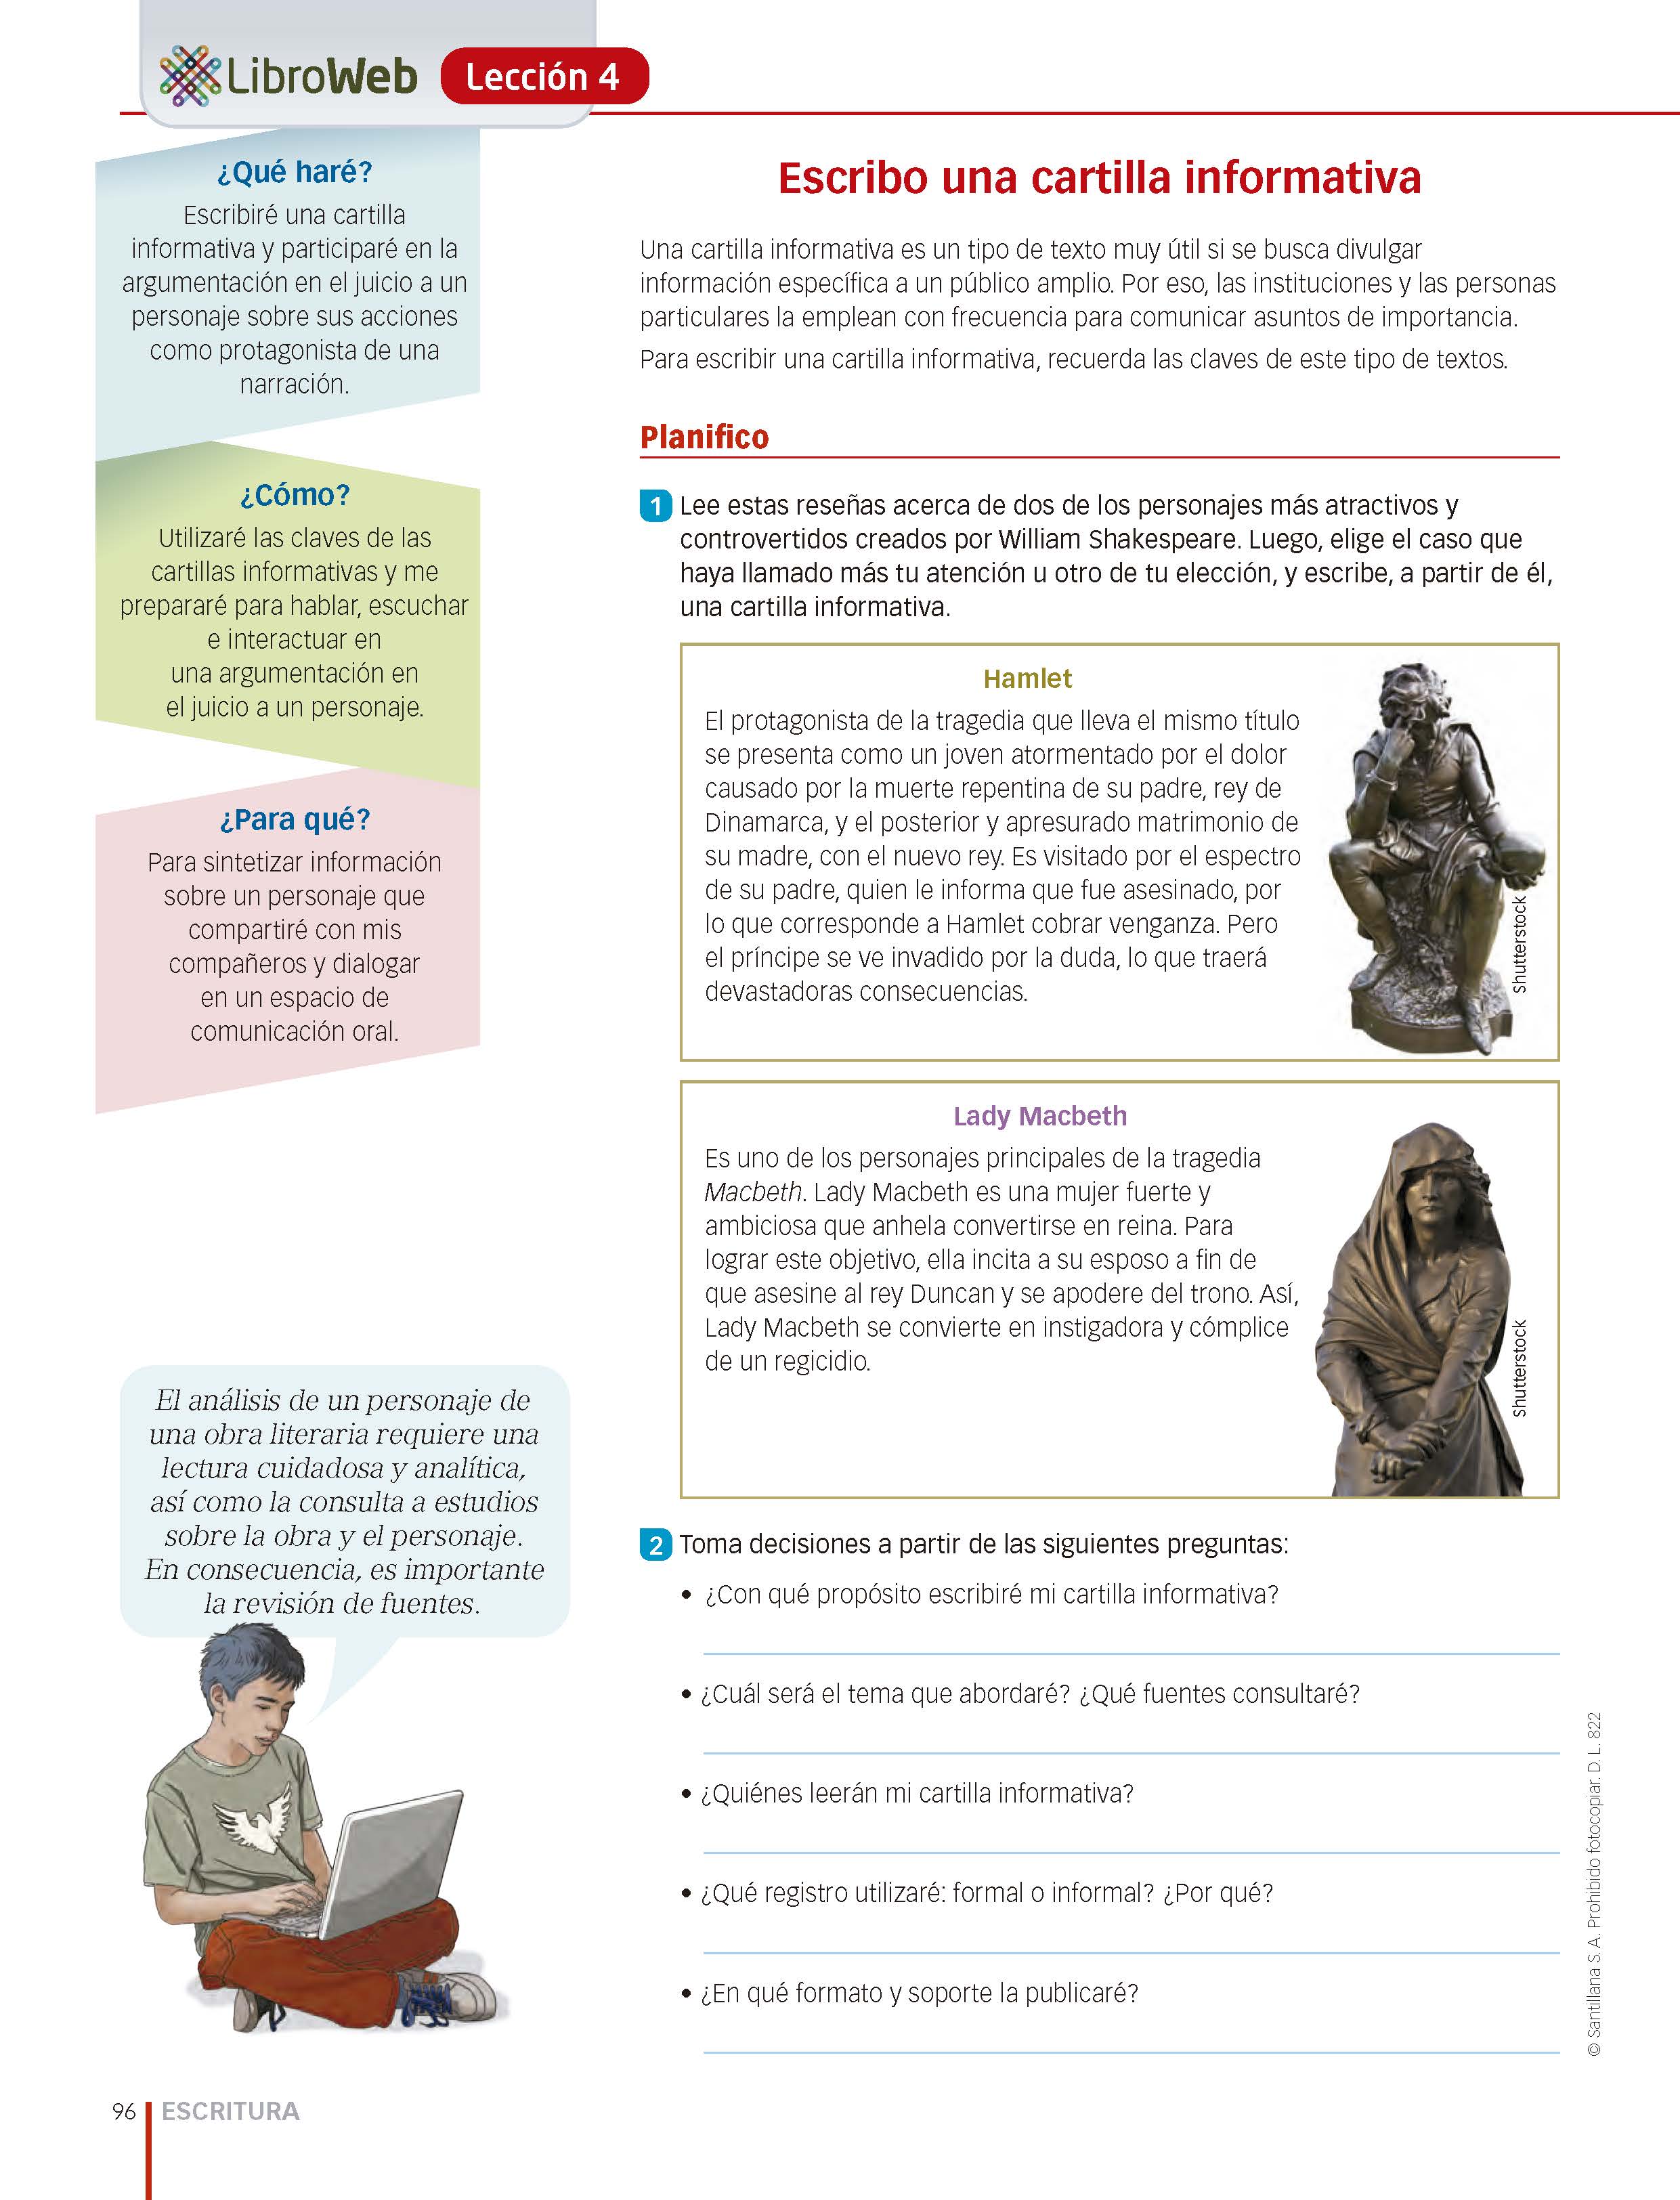 LibroWeb
Lección 4
¿Qué haré?
Escribiré una cartilla
informativa y participaré en la
argumentación en el juicio a un
personaje sobre sus acciones
como protagonista de una
narración.
¿Cómo?
Utilizaré las claves de las
cartillas informativas y me
prepararé para hablar, escuchar
e interactuar en
una argumentación en
el juicio a un personaje.
¿Para qué?
Para sintetizar información
sobre un personaje que
compartiré con mis
compañeros y dialogar
en un espacio de
comunicación oral.
El análisis de un personaje de
una obra literaria requiere una
lectura cuidadosa y analítica,
así como la consulta a estudios
sobre la obra y el personaje.
En consecuencia, es importante
la revisión de fuentes.
Escribo una cartilla informativa
Una cartilla informativa es un tipo de texto muy útil si se busca divulgar
información específica a un público amplio. Por eso, las instituciones y las personas
particulares la emplean con frecuencia para comunicar asuntos de importancia.
Para escribir una cartilla informativa, recuerda las claves de este tipo de textos.
Planifico
1 Lee estas reseñas acerca de dos de los personajes más atractivos y
controvertidos creados por William Shakespeare. Luego, elige el caso que
haya llamado más tu atención u otro de tu elección, y escribe, a partir de él,
una cartilla informativa.
Hamlet
El protagonista de la tragedia que lleva el mismo título
se presenta como un joven atormentado por el dolor
causado por la muerte repentina de su padre, rey de
Dinamarca, y el posterior y apresurado matrimonio de
su madre, con el nuevo rey. Es visitado por el espectro
de su padre, quien le informa que fue asesinado, por
lo que corresponde a Hamlet cobrar venganza. Pero
el príncipe se ve invadido por la duda, lo que traerá
devastadoras consecuencias.
Shutterstock
Lady Macbeth
Es uno de los personajes principales de la tragedia
Macbeth. Lady Macbeth es una mujer fuerte y
ambiciosa que anhela convertirse en reina. Para
lograr este objetivo, ella incita a su esposo a fin de
que asesine al rey Duncan y se apodere del trono. Así,
Lady Macbeth se convierte en instigadora y cómplice
de un regicidio.
Shutterstock
2 Toma decisiones a partir de las siguientes preguntas:
• ¿Con qué propósito escribiré mi cartilla informativa?
• ¿Cuál será el tema que abordaré? ¿Qué fuentes consultaré?
• ¿Quiénes leerán mi cartilla informativa?
• ¿Qué registro utilizaré: formal o informal? ¿Por qué?
• ¿En qué formato y soporte la publicaré?
© Santillana S. A. Prohibido fotocopiar. D. L. 822
96
ESCRITURA